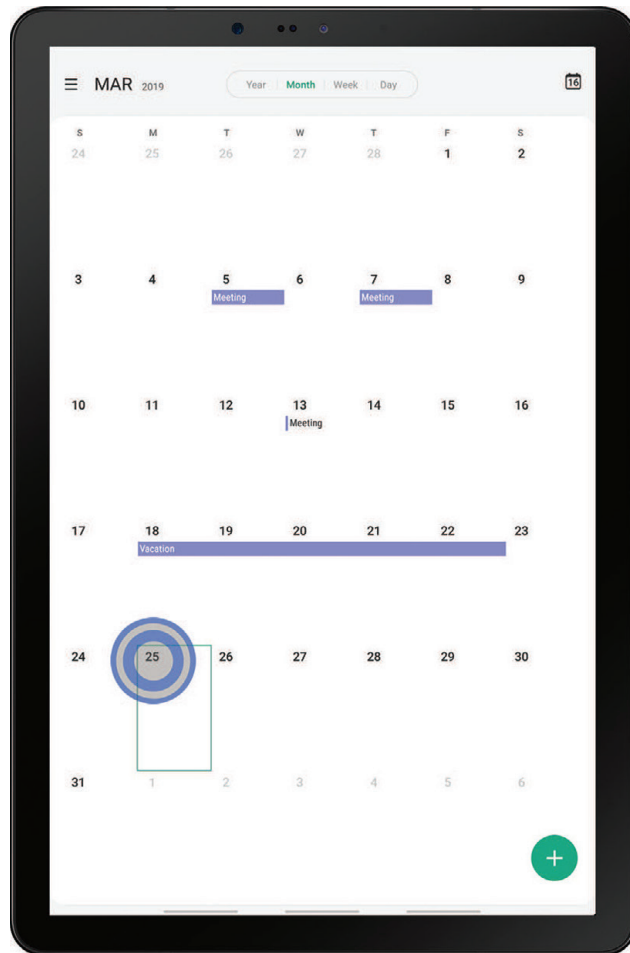 MAR 2019 Year Month Week Day 16
S M T W T F S
24 25 26 27 28 1 2
3 4 5 6 7 8 9
Meeting Meeting
10 11 12 13 14 15 16
Meeting
17 18 19 20 21 22 23
Vacation
24 25 26 27 28 29 30
31 1 2 3 4 5 6